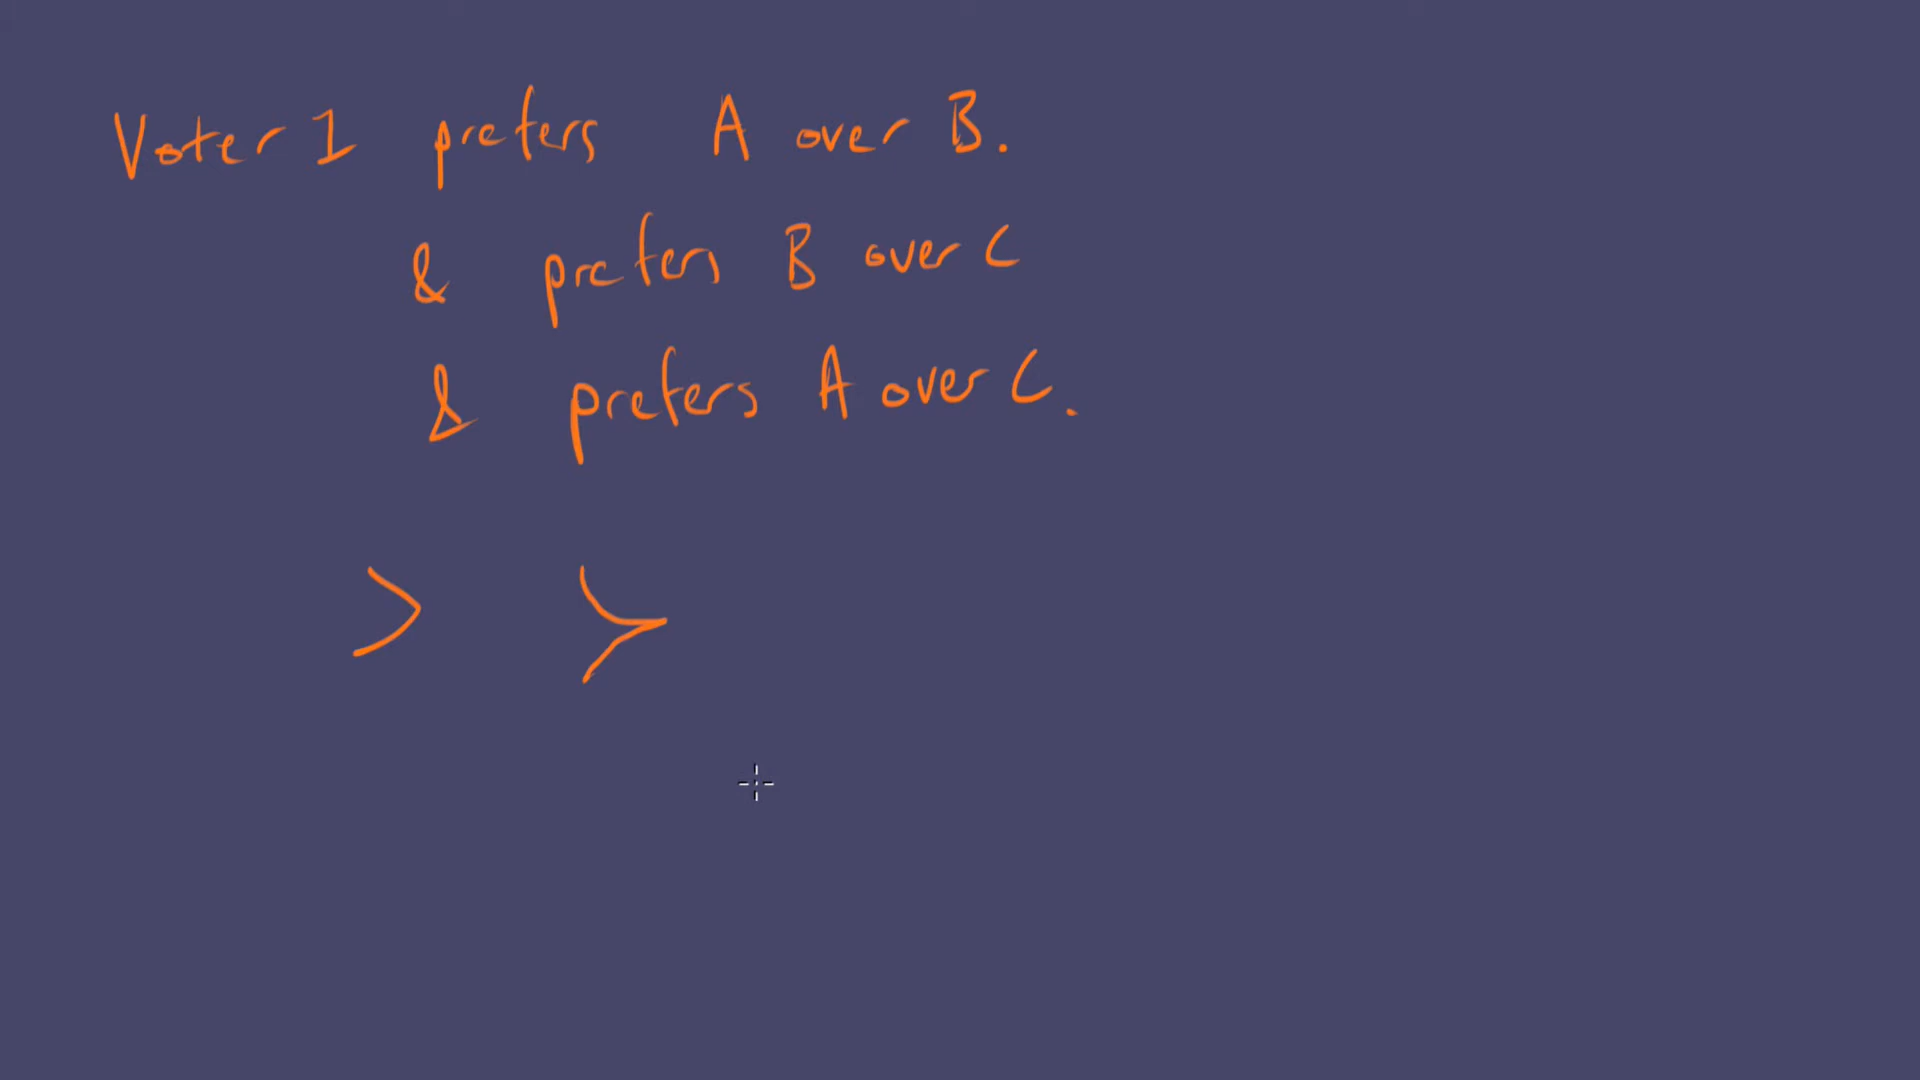 Voter 1 prefers A over B.
& prefers B over C
& prefers A over C.
> ≻